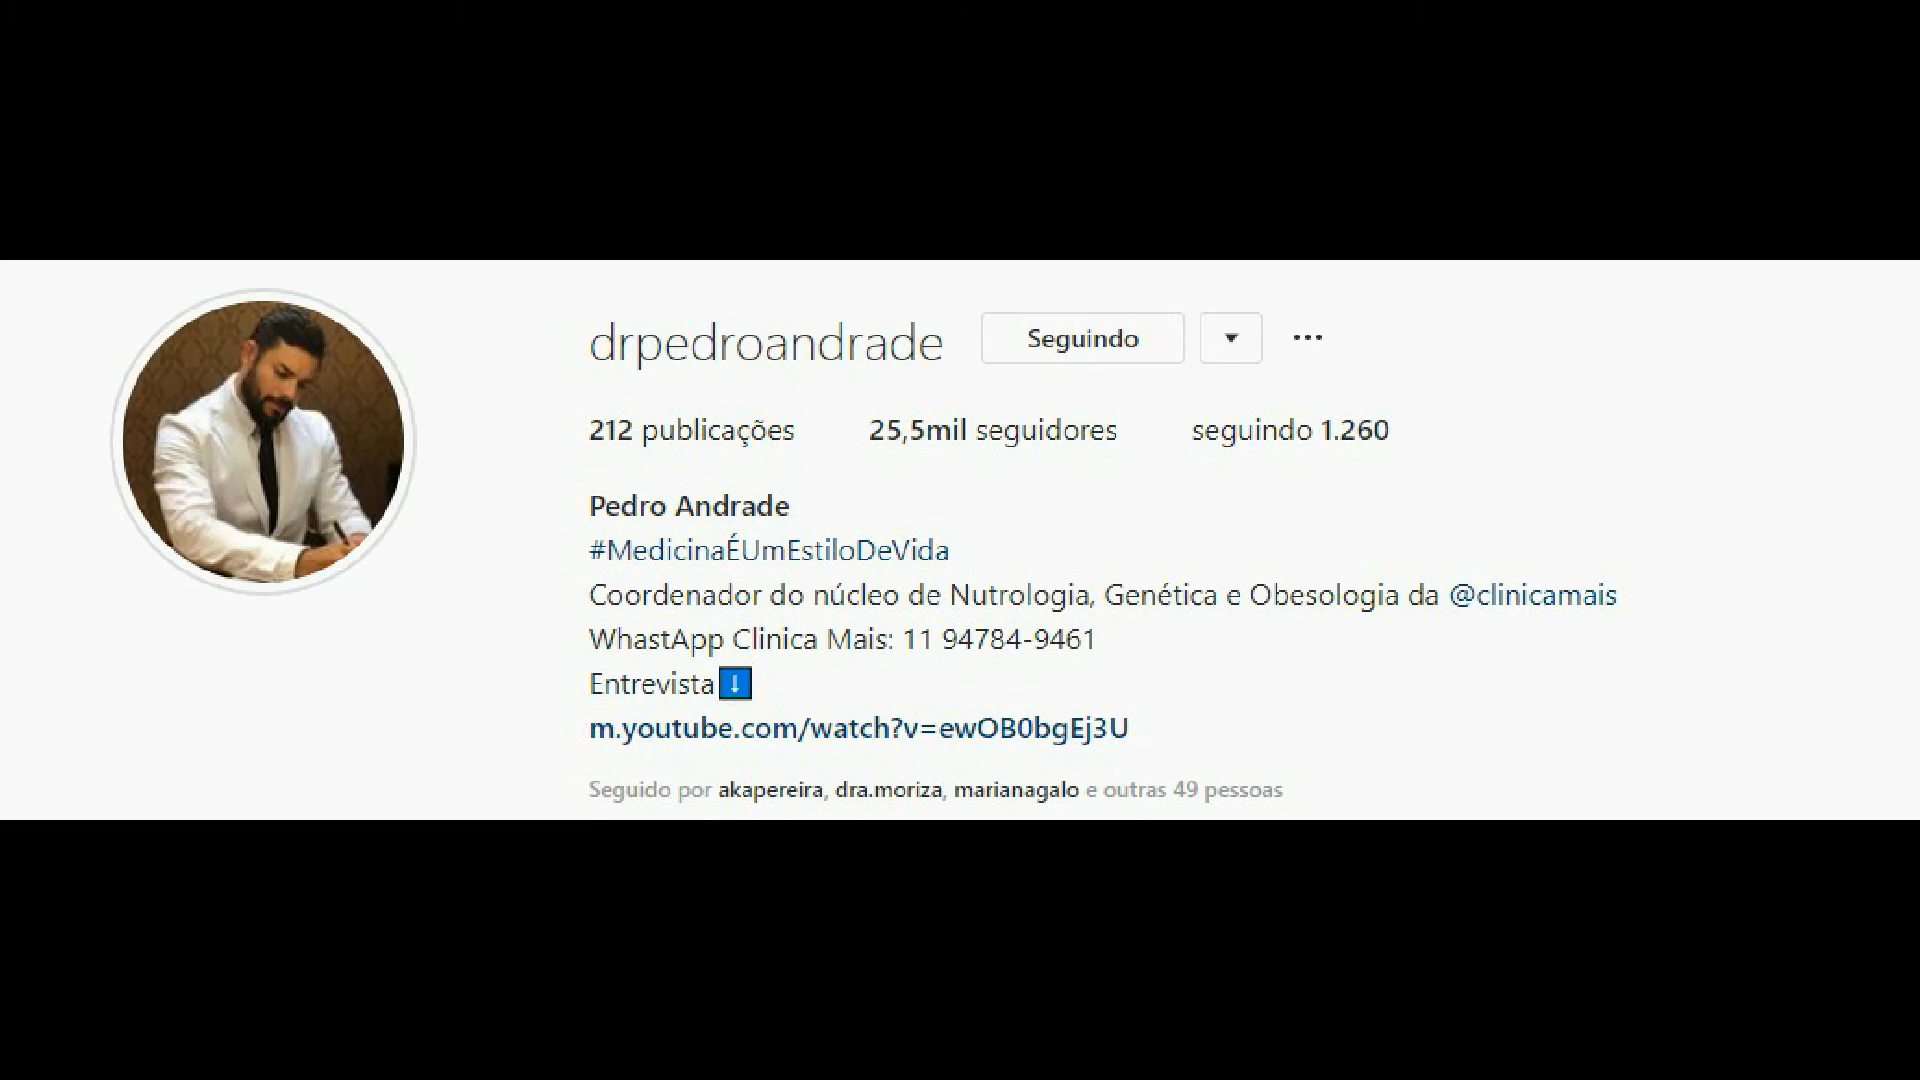 drpedroandrade Seguindo
212 publicações 25,5mil seguidores seguindo 1.260
Pedro Andrade
#MedicinaÉUmEstiloDeVida
Coordenador do núcleo de Nutrologia, Genética e Obesologia da @clinicamais
WhastApp Clinica Mais: 11 94784-9461
Entrevista⬇
m.youtube.com/watch?v=ewOB0bgEj3U
Seguido por akapereira, dra.moriza, marianagalo e outras 49 pessoas